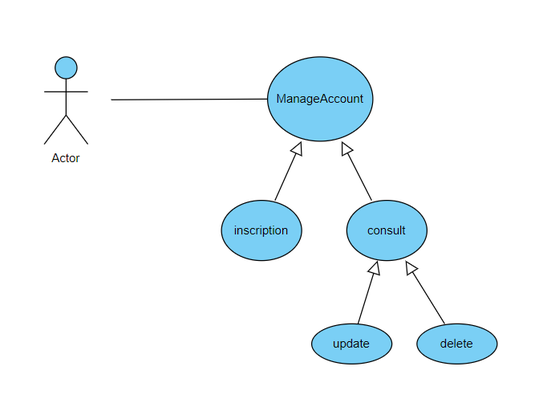 ManageAccount
Actor
inscription
consult
update
delete